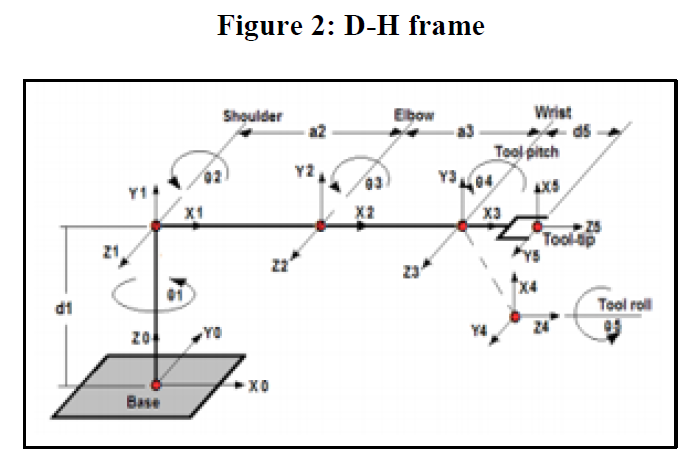 Figure 2: D-H frame
Shoulder
Elbow
Wrist
a2
a3
d5
Tool pitch
θ2
θ3
θ4
Y1
Y2
Y3
X5
X1
X2
X3
Z5
Tool-tip
Z1
Z2
Z3
Y5
θ1
X4
Tool roll
d1
Z0
Y0
Y4
Z4
θ5
X0
Base